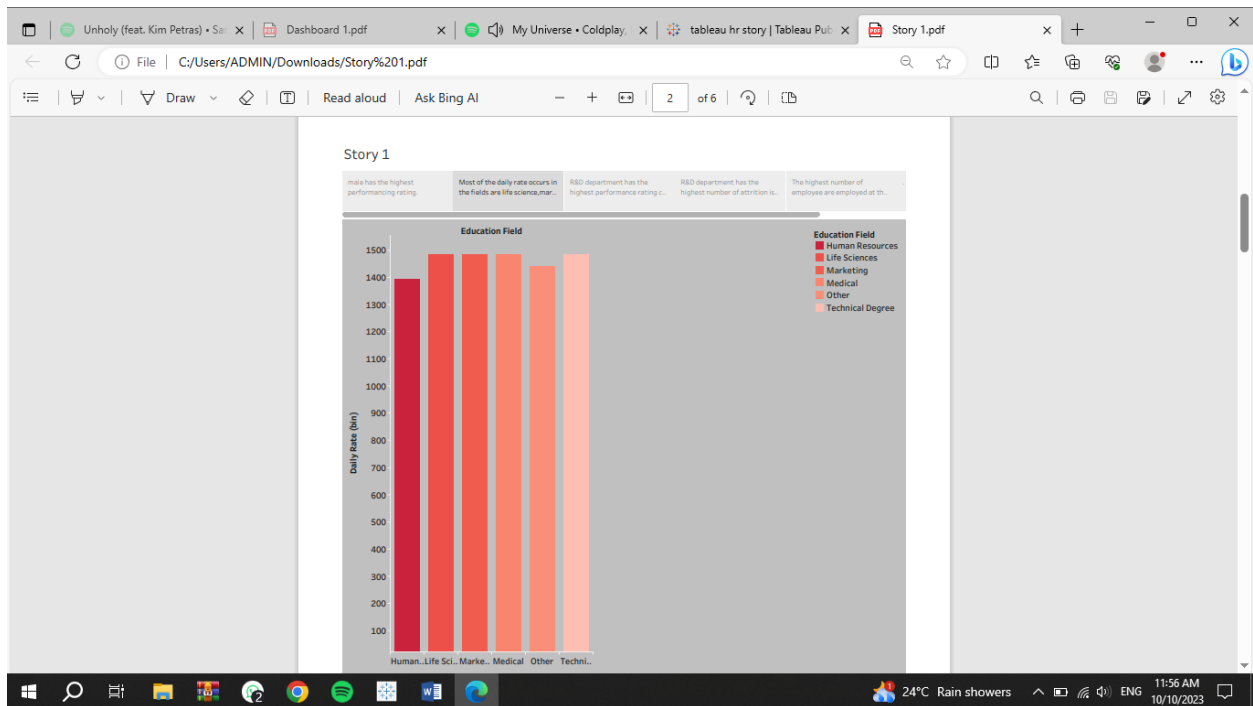 Unholy (feat. Kim Petras) • Sa
Dashboard 1.pdf
My Universe • Coldplay,
tableau hr story | Tableau Pub
Story 1.pdf
File
C:/Users/ADMIN/Downloads/Story%201.pdf
Draw
Read aloud
Ask Bing AI
2
of 6
Story 1
male has the highest
performancing rating.
Most of the daily rate occurs in
the fields are life science,mar..
R&D department has the
highest performance rating c..
R&D department has the
highest number of attrition is..
The highest number of
employee are employed at th..
Education Field
1500
1400
1300
1200
1100
1000
900
800
700
600
500
400
300
200
100
Daily Rate (bin)
Human..
Life Sci..
Marke..
Medical
Other
Techni..
Education Field
Human Resources
Life Sciences
Marketing
Medical
Other
Technical Degree
24°C Rain showers
ENG
11:56 AM
10/10/2023